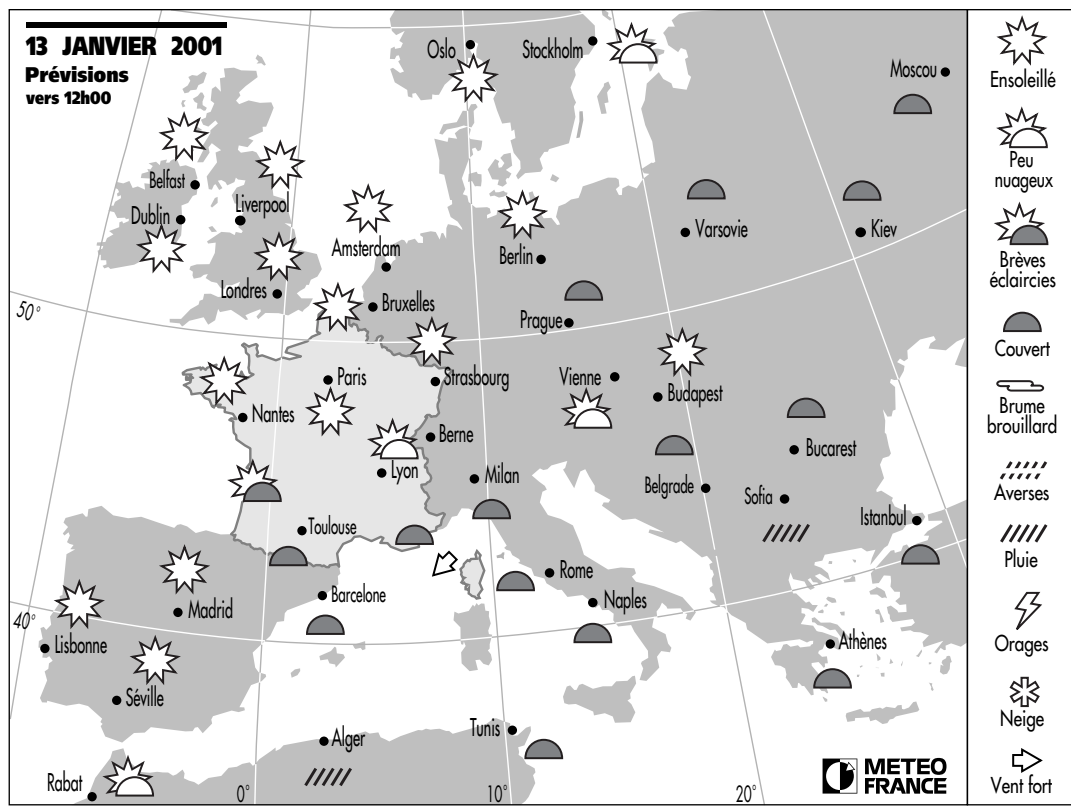 13 JANVIER 2001
Prévisions
vers 12h00
Oslo
Stockholm
Moscou
Belfast
Dublin
Liverpool
Amsterdam
Berlin
Varsovie
Kiev
Londres
Bruxelles
50°
Prague
Paris
Strasbourg
Vienne
Budapest
Nantes
Berne
Bucarest
Lyon
Milan
Belgrade
Sofia
Istanbul
Toulouse
Rome
Barcelone
Naples
Madrid
40°
Lisbonne
Athènes
Séville
Tunis
Alger
Rabat
0°
10°
20°
METEO
FRANCE
Ensoleillé
Peu
nuageux
Brèves
éclaircies
Couvert
Brume
brouillard
Averses
Pluie
Orages
Neige
Vent fort